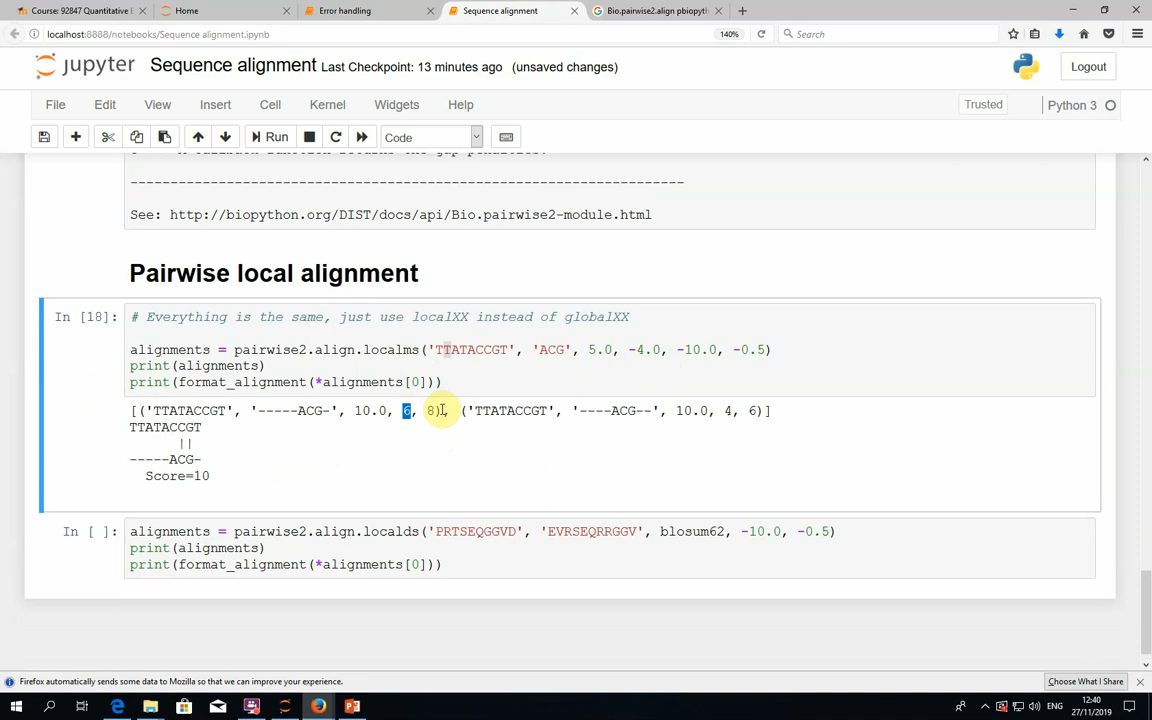 Course: 92847 Quantitative E
Home
Error handling
Sequence alignment
Bio.pairwise2.align pbiopyth
localhost:8888/notebooks/Sequence alignment.ipynb
140%
Search
jupyter
Sequence alignment Last Checkpoint: 13 minutes ago (unsaved changes)
Logout
File Edit View Insert Cell Kernel Widgets Help
Trusted
Python 3
Run
Code
----------------------------------------------------------------------
See: http://biopython.org/DIST/docs/api/Bio.pairwise2-module.html
Pairwise local alignment
In [18]:
# Everything is the same, just use localXX instead of globalXX
alignments = pairwise2.align.localms('TTATACCGT', 'ACG', 5.0, -4.0, -10.0, -0.5)
print(alignments)
print(format_alignment(*alignments[0]))
[('TTATACCGT', '-----ACG-', 10.0, 6, 8), ('TTATACCGT', '----ACG--', 10.0, 4, 6)]
TTATACCGT
||
-----ACG-
Score=10
In [ ]:
alignments = pairwise2.align.localds('PRTSEQGGVD', 'EVRSEQRRGGV', blosum62, -10.0, -0.5)
print(alignments)
print(format_alignment(*alignments[0]))
Firefox automatically sends some data to Mozilla so that we can improve your experience.
Choose What I Share
ENG
12:40
27/11/2019